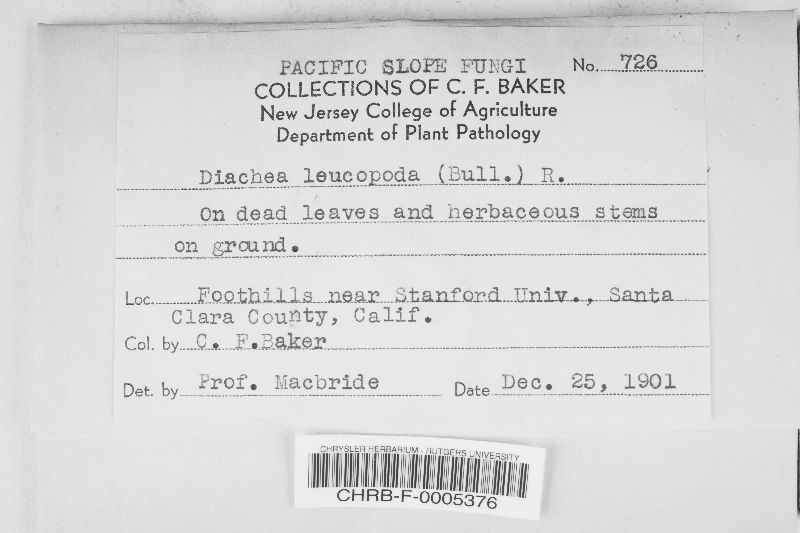 PACIFIC SLOPE FUNGI No. 726
COLLECTIONS OF C. F. BAKER
New Jersey College of Agriculture
Department of Plant Pathology
Diachea leucopoda (Bull.) R.
On dead leaves and herbaceous stems
on ground.
Loc. Foothills near Stanford Univ., Santa
Clara County, Calif.
Col. by C. F.Baker
Det. by Prof. Macbride Date Dec. 25, 1901
CHRYSLER HERBARIUM - RUTGERS UNIVERSITY
CHRB-F-0005376